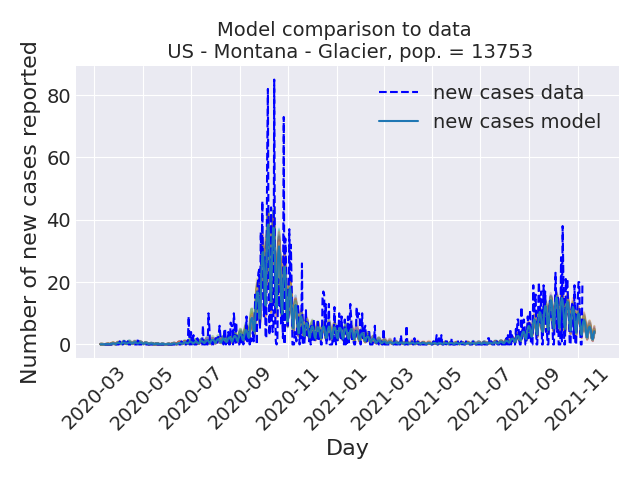 Model comparison to data
US - Montana - Glacier, pop. = 13753
Number of new cases reported
80
60
40
20
0
new cases data
new cases model
2020-03
2020-05
2020-07
2020-09
2020-11
2021-01
2021-03
2021-05
2021-07
2021-09
2021-11
Day